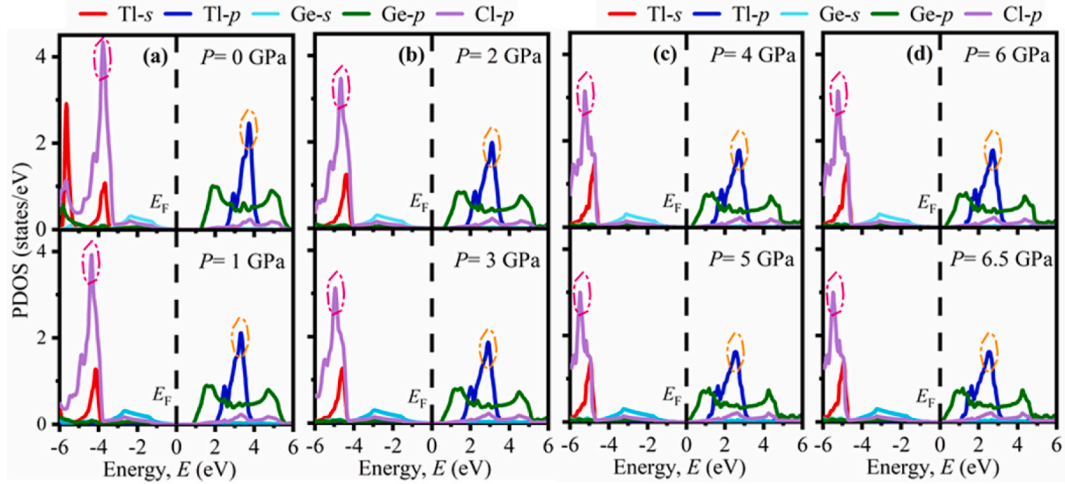 Tl-s Tl-p Ge-s Ge-p Cl-p Tl-s Tl-p Ge-s Ge-p Cl-p
(a) P= 0 GPa (b) P= 2 GPa (c) P= 4 GPa (d) P= 6 GPa
4
2
0
EF EF EF EF
P= 1 GPa P= 3 GPa P= 5 GPa P= 6.5 GPa
4
2
0
EF EF EF EF
PDOS (states/eV)
-6 -4 -2 0 2 4 6 -4 -2 0 2 4 6 -4 -2 0 2 4 6 -4 -2 0 2 4 6
Energy, E (eV) Energy, E (eV) Energy, E (eV) Energy, E (eV)